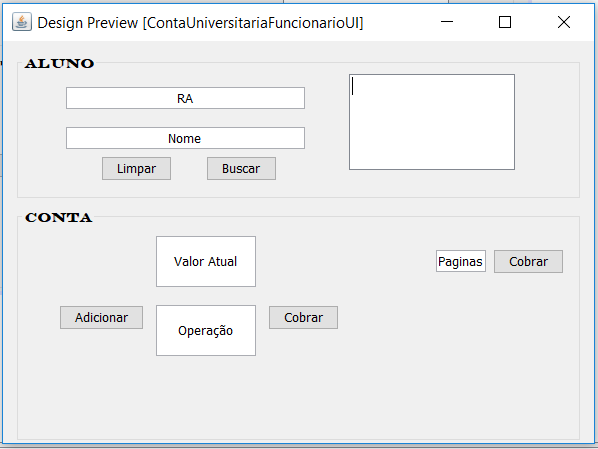 Design Preview [ContaUniversitariaFuncionarioUI]
ALUNO
RA
Nome
Limpar Buscar
CONTA
Valor Atual Paginas Cobrar
Adicionar Operação Cobrar